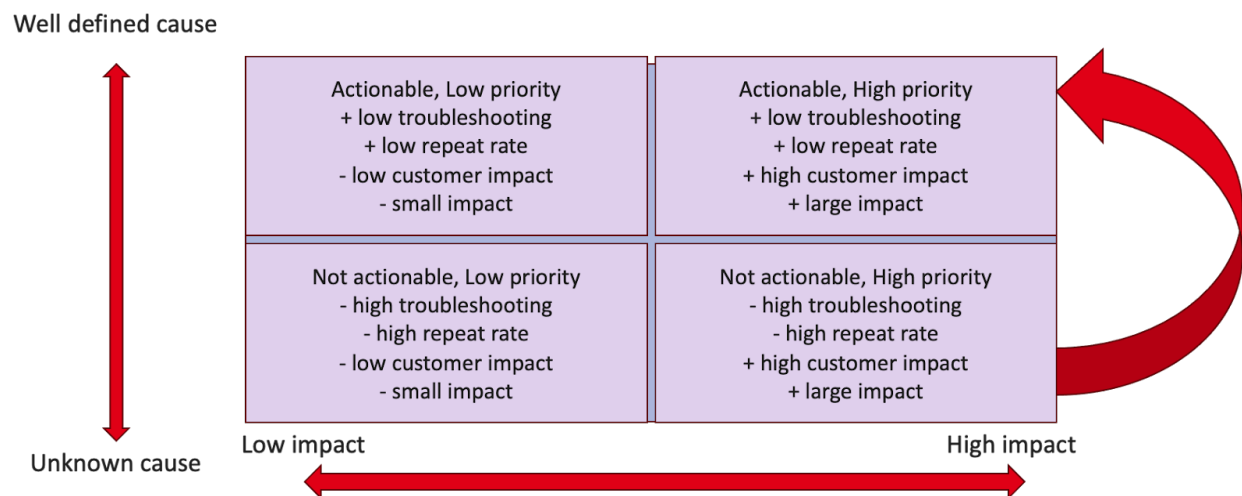 Well defined cause
Actionable, Low priority
+ low troubleshooting
+ low repeat rate
- low customer impact
- small impact
Actionable, High priority
+ low troubleshooting
+ low repeat rate
+ high customer impact
+ large impact
Not actionable, Low priority
- high troubleshooting
- high repeat rate
- low customer impact
- small impact
Not actionable, High priority
- high troubleshooting
- high repeat rate
+ high customer impact
+ large impact
Unknown cause
Low impact
High impact